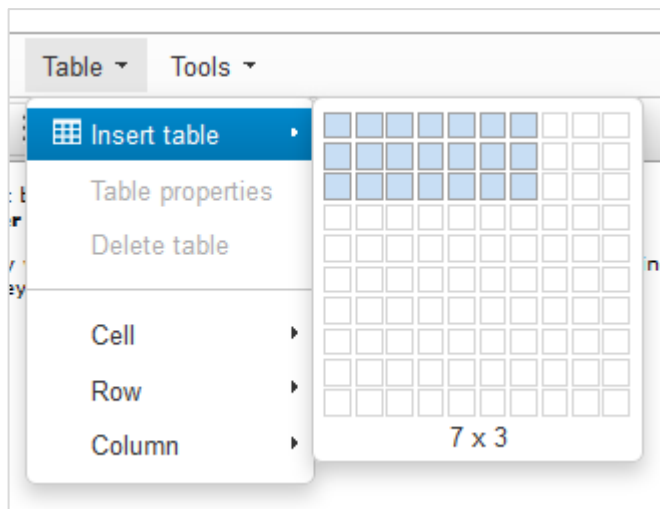 Table Tools
Insert table
Table properties
Delete table
Cell
Row
Column
7 x 3